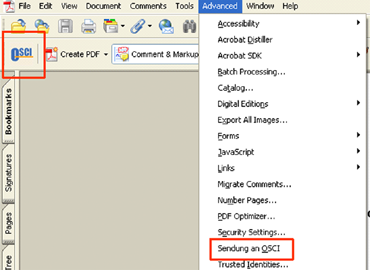 File Edit View Document Comments Tools Advanced Window Help
OSCI Create PDF Comment & Markup
Accessibility
Acrobat Distiller
Acrobat SDK
Batch Processing...
Catalog...
Digital Editions
Export All Images...
Forms
JavaScript
Links
Migrate Comments...
Number Pages...
PDF Optimizer...
Security Settings...
Sendung an OSCI
Trusted Identities...
Bookmarks
Signatures
Pages
Tree